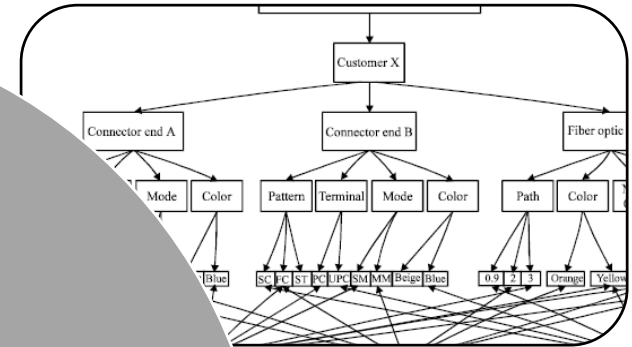 Customer X
Connector end A
Connector end B
Fiber optic
Mode
Color
Pattern
Terminal
Mode
Color
Path
Color
Blue
SC
FC
ST
PC
UPC
SM
MM
Beige
Blue
0.9
2
3
Orange
Yellow